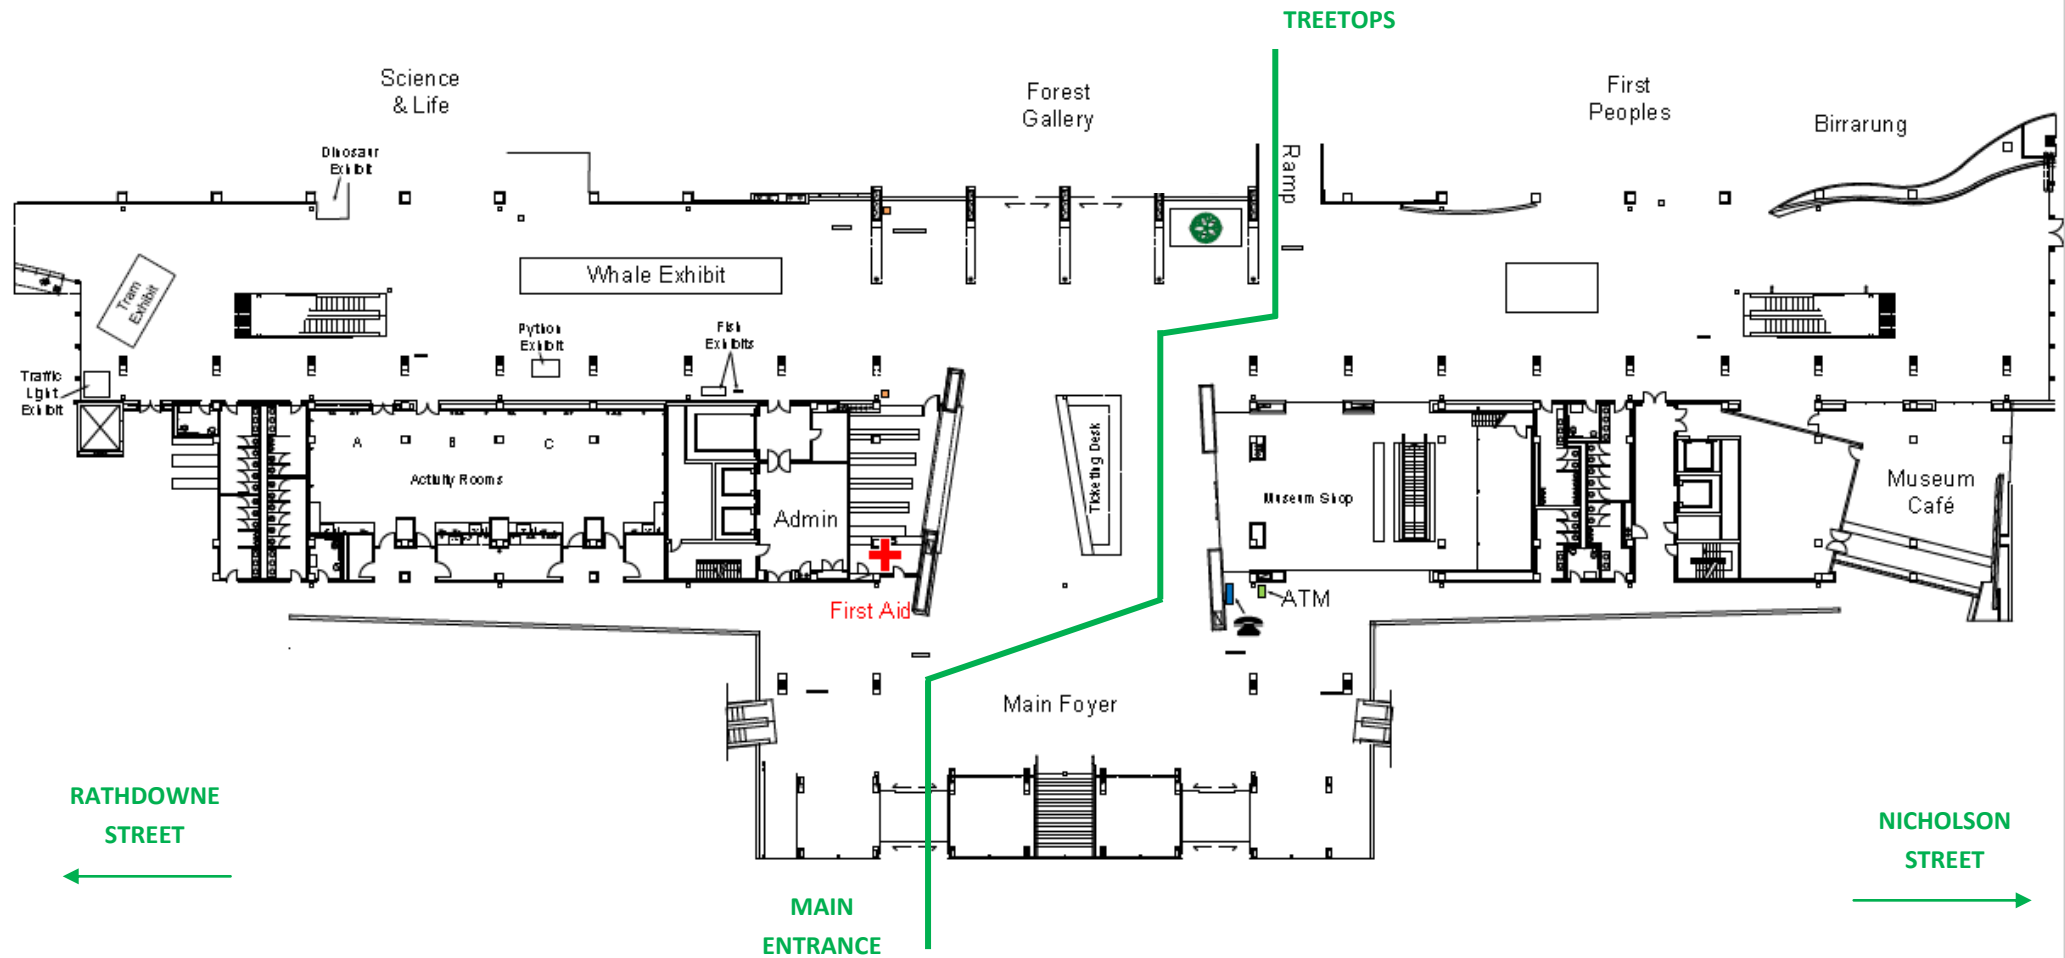 TREETOPS
Science
& Life
Forest
Gallery
First
Peoples
Birrarung
Dinosaur
Exhibit
Ramp
Whale Exhibit
Tram
Exhibit
Python
Exhibit
Fish
Exhibits
Traffic
Light
Exhibit
A
B
C
Activity Rooms
Admin
Ticketing Desk
Museum Shop
Museum
Café
First Aid
ATM
Main Foyer
RATHDOWNE
STREET
NICHOLSON
STREET
MAIN
ENTRANCE